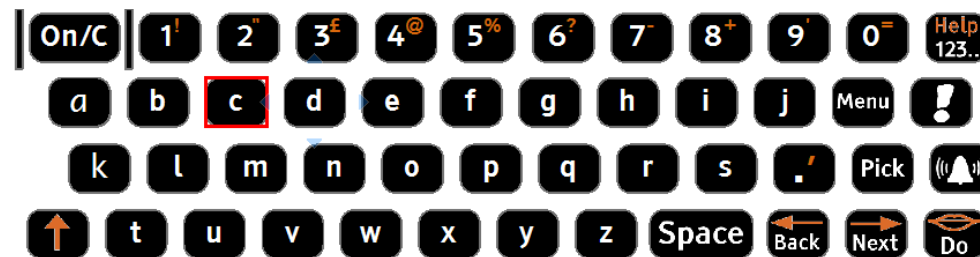 On/C 1! 2" 3£ 4@ 5% 6? 7- 8+ 9' 0= Help 123..
a b c d e f g h i j Menu !
k l m n o p q r s .' Pick
t u v w x y z Space Back Next Do